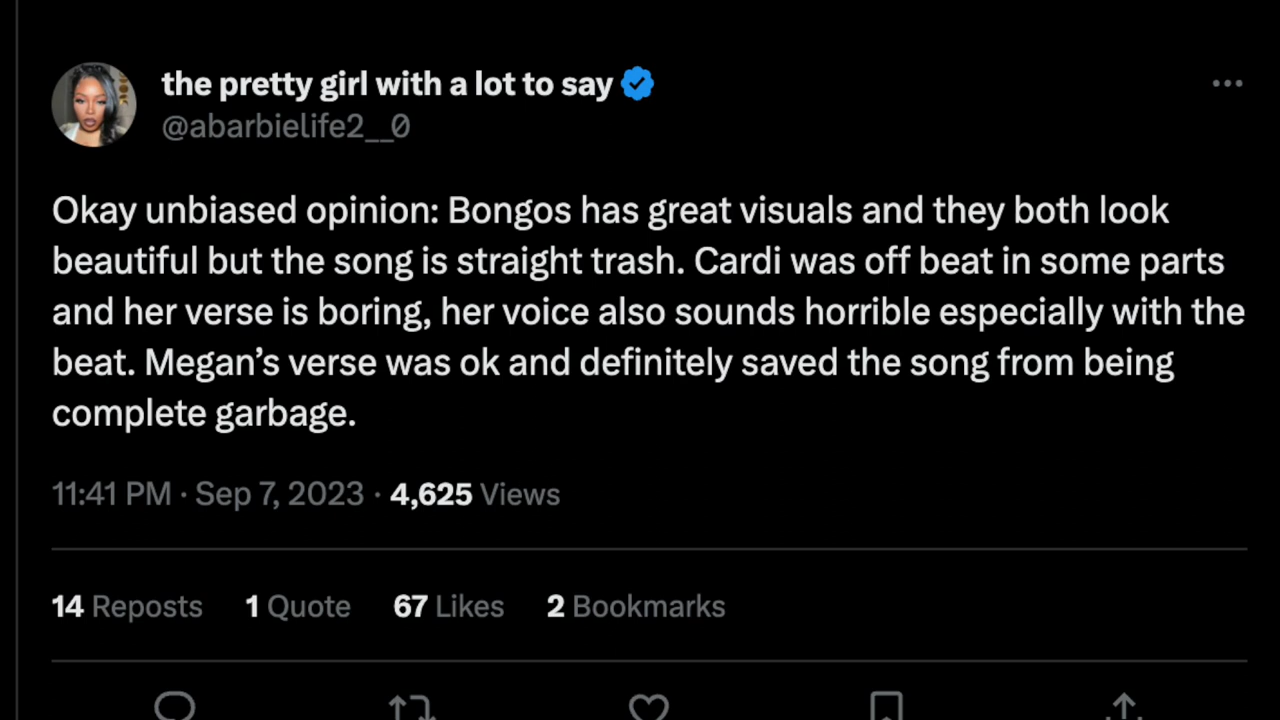 the pretty girl with a lot to say
@abarbielife2__0
Okay unbiased opinion: Bongos has great visuals and they both look
beautiful but the song is straight trash. Cardi was off beat in some parts
and her verse is boring, her voice also sounds horrible especially with the
beat. Megan’s verse was ok and definitely saved the song from being
complete garbage.
11:41 PM · Sep 7, 2023 · 4,625 Views
14 Reposts 1 Quote 67 Likes 2 Bookmarks